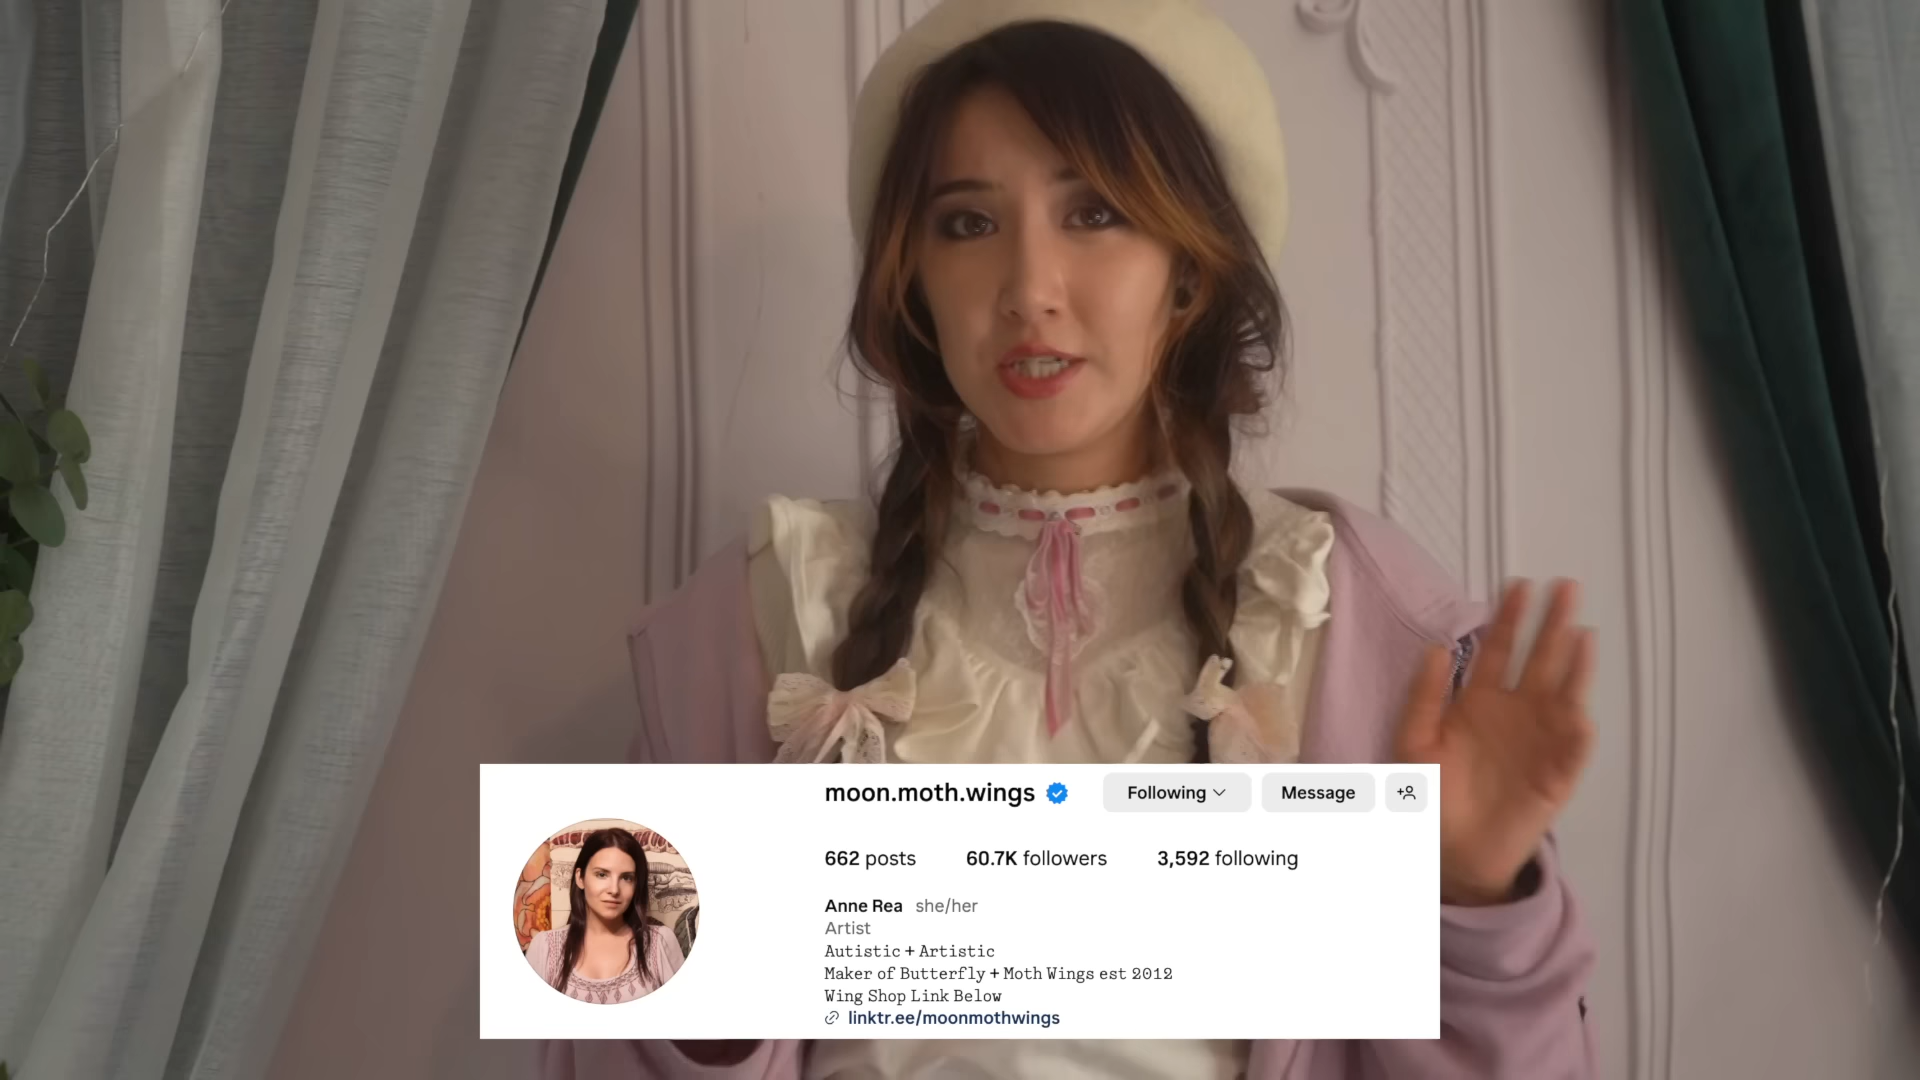 moon.moth.wings Following Message
662 posts 60.7K followers 3,592 following
Anne Rea she/her
Artist
Autistic + Artistic
Maker of Butterfly + Moth Wings est 2012
Wing Shop Link Below
linktr.ee/moonmothwings